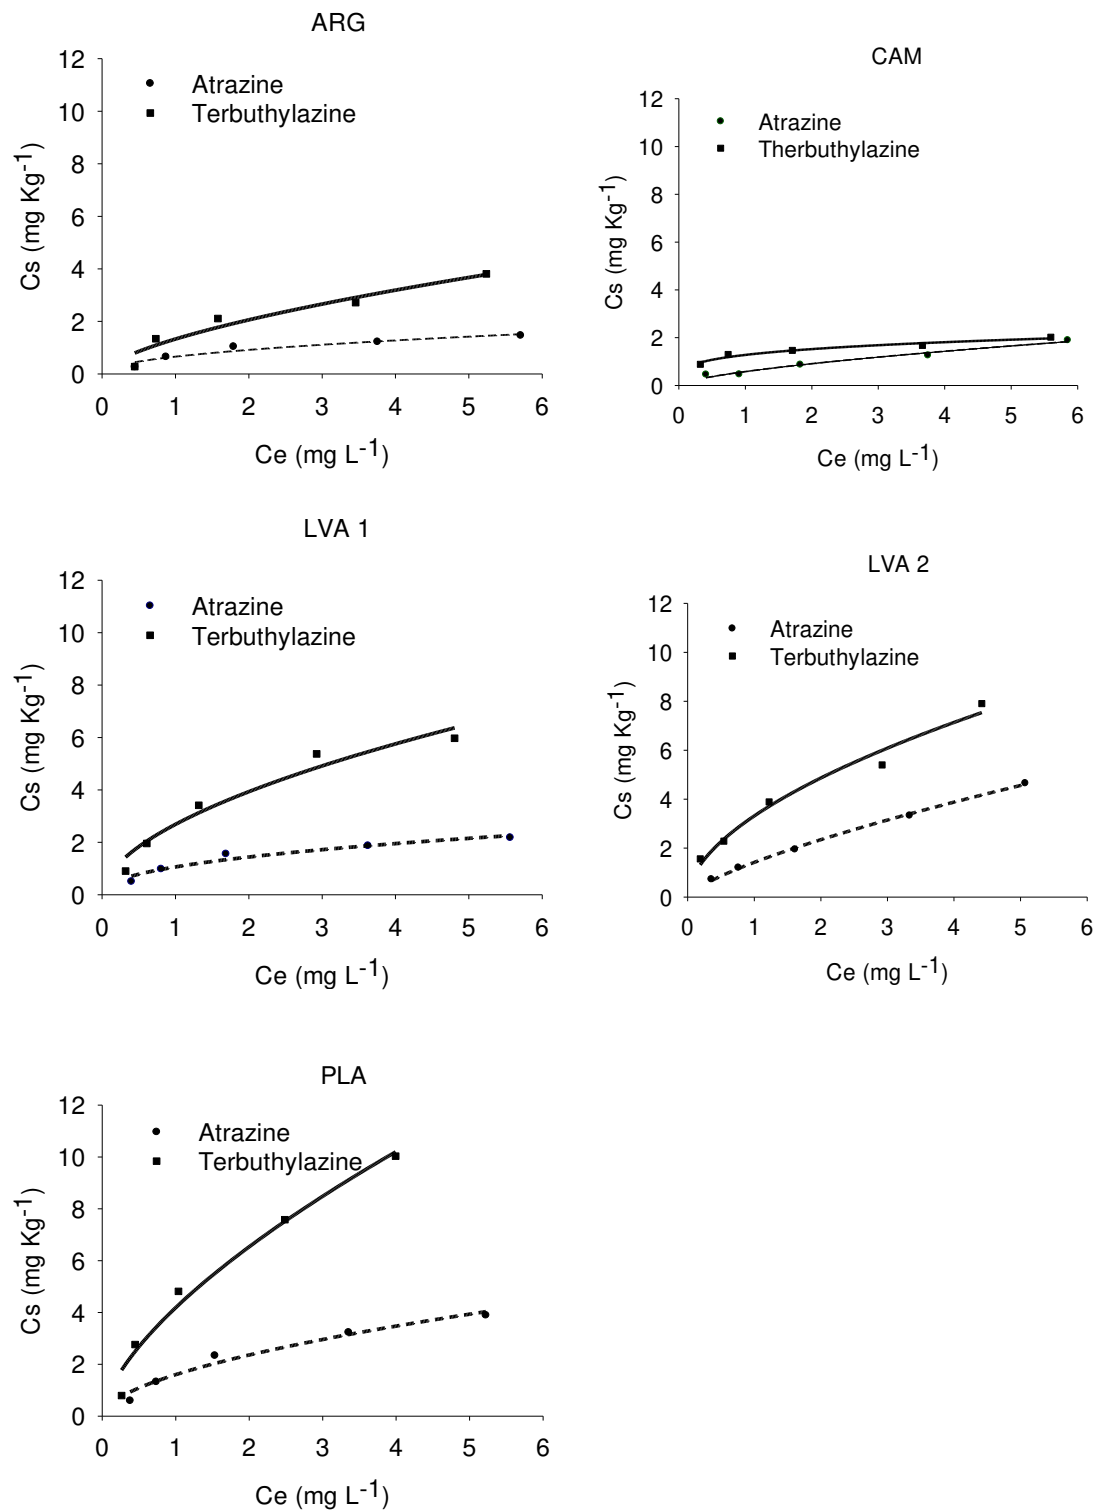 ARG
12
10
8
6
4
2
0
Cs (mg Kg-1)
Atrazine
Terbuthylazine
0 1 2 3 4 5 6
Ce (mg L-1)
CAM
12
10
8
6
4
2
0
Cs (mg Kg-1)
Atrazine
Therbuthylazine
0 1 2 3 4 5 6
Ce (mg L-1)
LVA 1
12
10
8
6
4
2
0
Cs (mg Kg-1)
Atrazine
Terbuthylazine
0 1 2 3 4 5 6
Ce (mg L-1)
LVA 2
12
10
8
6
4
2
0
Cs (mg Kg-1)
Atrazine
Terbuthylazine
0 1 2 3 4 5 6
Ce (mg L-1)
PLA
12
10
8
6
4
2
0
Cs (mg Kg-1)
Atrazine
Terbuthylazine
0 1 2 3 4 5 6
Ce (mg L-1)